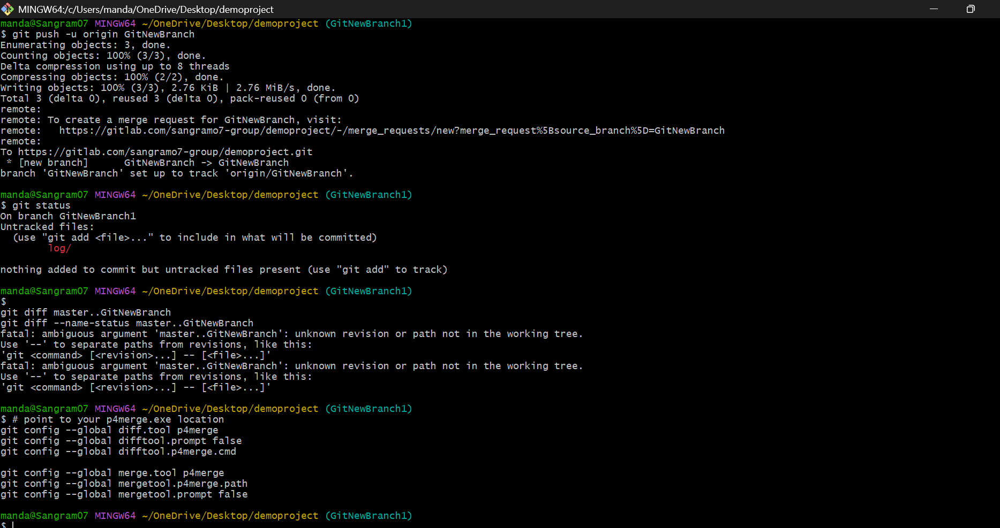 MINGW64:/c/Users/manda/OneDrive/Desktop/demoproject
manda@Sangram07 MINGW64 ~/OneDrive/Desktop/demoproject (GitNewBranch1)
$ git push -u origin GitNewBranch
Enumerating objects: 3, done.
Counting objects: 100% (3/3), done.
Delta compression using up to 8 threads
Compressing objects: 100% (2/2), done.
Writing objects: 100% (3/3), 2.76 KiB | 2.76 MiB/s, done.
Total 3 (delta 0), reused 3 (delta 0), pack-reused 0 (from 0)
remote:
remote: To create a merge request for GitNewBranch, visit:
remote:   https://gitlab.com/sangramo7-group/demoproject/-/merge_requests/new?merge_request%5Bsource_branch%5D=GitNewBranch
remote:
To https://gitlab.com/sangramo7-group/demoproject.git
 * [new branch]      GitNewBranch -> GitNewBranch
branch 'GitNewBranch' set up to track 'origin/GitNewBranch'.
manda@Sangram07 MINGW64 ~/OneDrive/Desktop/demoproject (GitNewBranch1)
$ git status
On branch GitNewBranch1
Untracked files:
  (use "git add <file>..." to include in what will be committed)
        log/
nothing added to commit but untracked files present (use "git add" to track)
manda@Sangram07 MINGW64 ~/OneDrive/Desktop/demoproject (GitNewBranch1)
$
git diff master..GitNewBranch
git diff --name-status master..GitNewBranch
fatal: ambiguous argument 'master..GitNewBranch': unknown revision or path not in the working tree.
Use '--' to separate paths from revisions, like this:
'git <command> [<revision>...] -- [<file>...]'
fatal: ambiguous argument 'master..GitNewBranch': unknown revision or path not in the working tree.
Use '--' to separate paths from revisions, like this:
'git <command> [<revision>...] -- [<file>...]'
manda@Sangram07 MINGW64 ~/OneDrive/Desktop/demoproject (GitNewBranch1)
$ # point to your p4merge.exe location
git config --global diff.tool p4merge
git config --global difftool.prompt false
git config --global difftool.p4merge.cmd
git config --global merge.tool p4merge
git config --global mergetool.p4merge.path
git config --global mergetool.prompt false
manda@Sangram07 MINGW64 ~/OneDrive/Desktop/demoproject (GitNewBranch1)
$